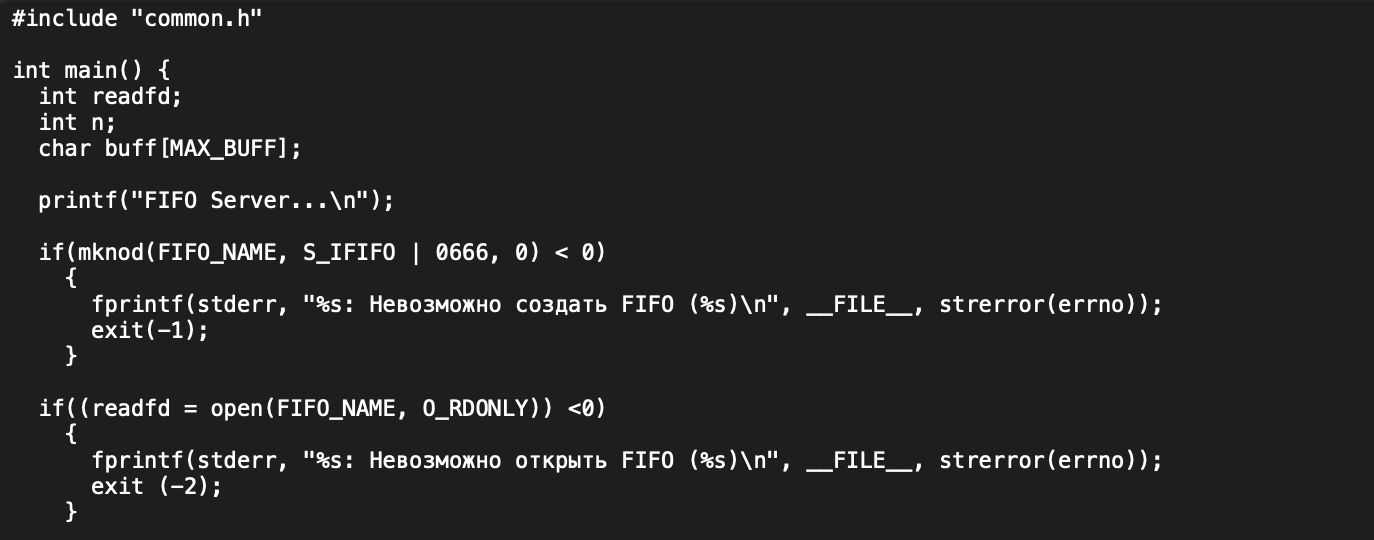 #include "common.h"
int main() {
int readfd;
int n;
char buff[MAX_BUFF];
printf("FIFO Server...\n");
if(mknod(FIFO_NAME, S_IFIFO | 0666, 0) < 0)
{
fprintf(stderr, "%s: Невозможно создать FIFO (%s)\n", __FILE__, strerror(errno));
exit(-1);
}
if((readfd = open(FIFO_NAME, O_RDONLY)) <0)
{
fprintf(stderr, "%s: Невозможно открыть FIFO (%s)\n", __FILE__, strerror(errno));
exit (-2);
}